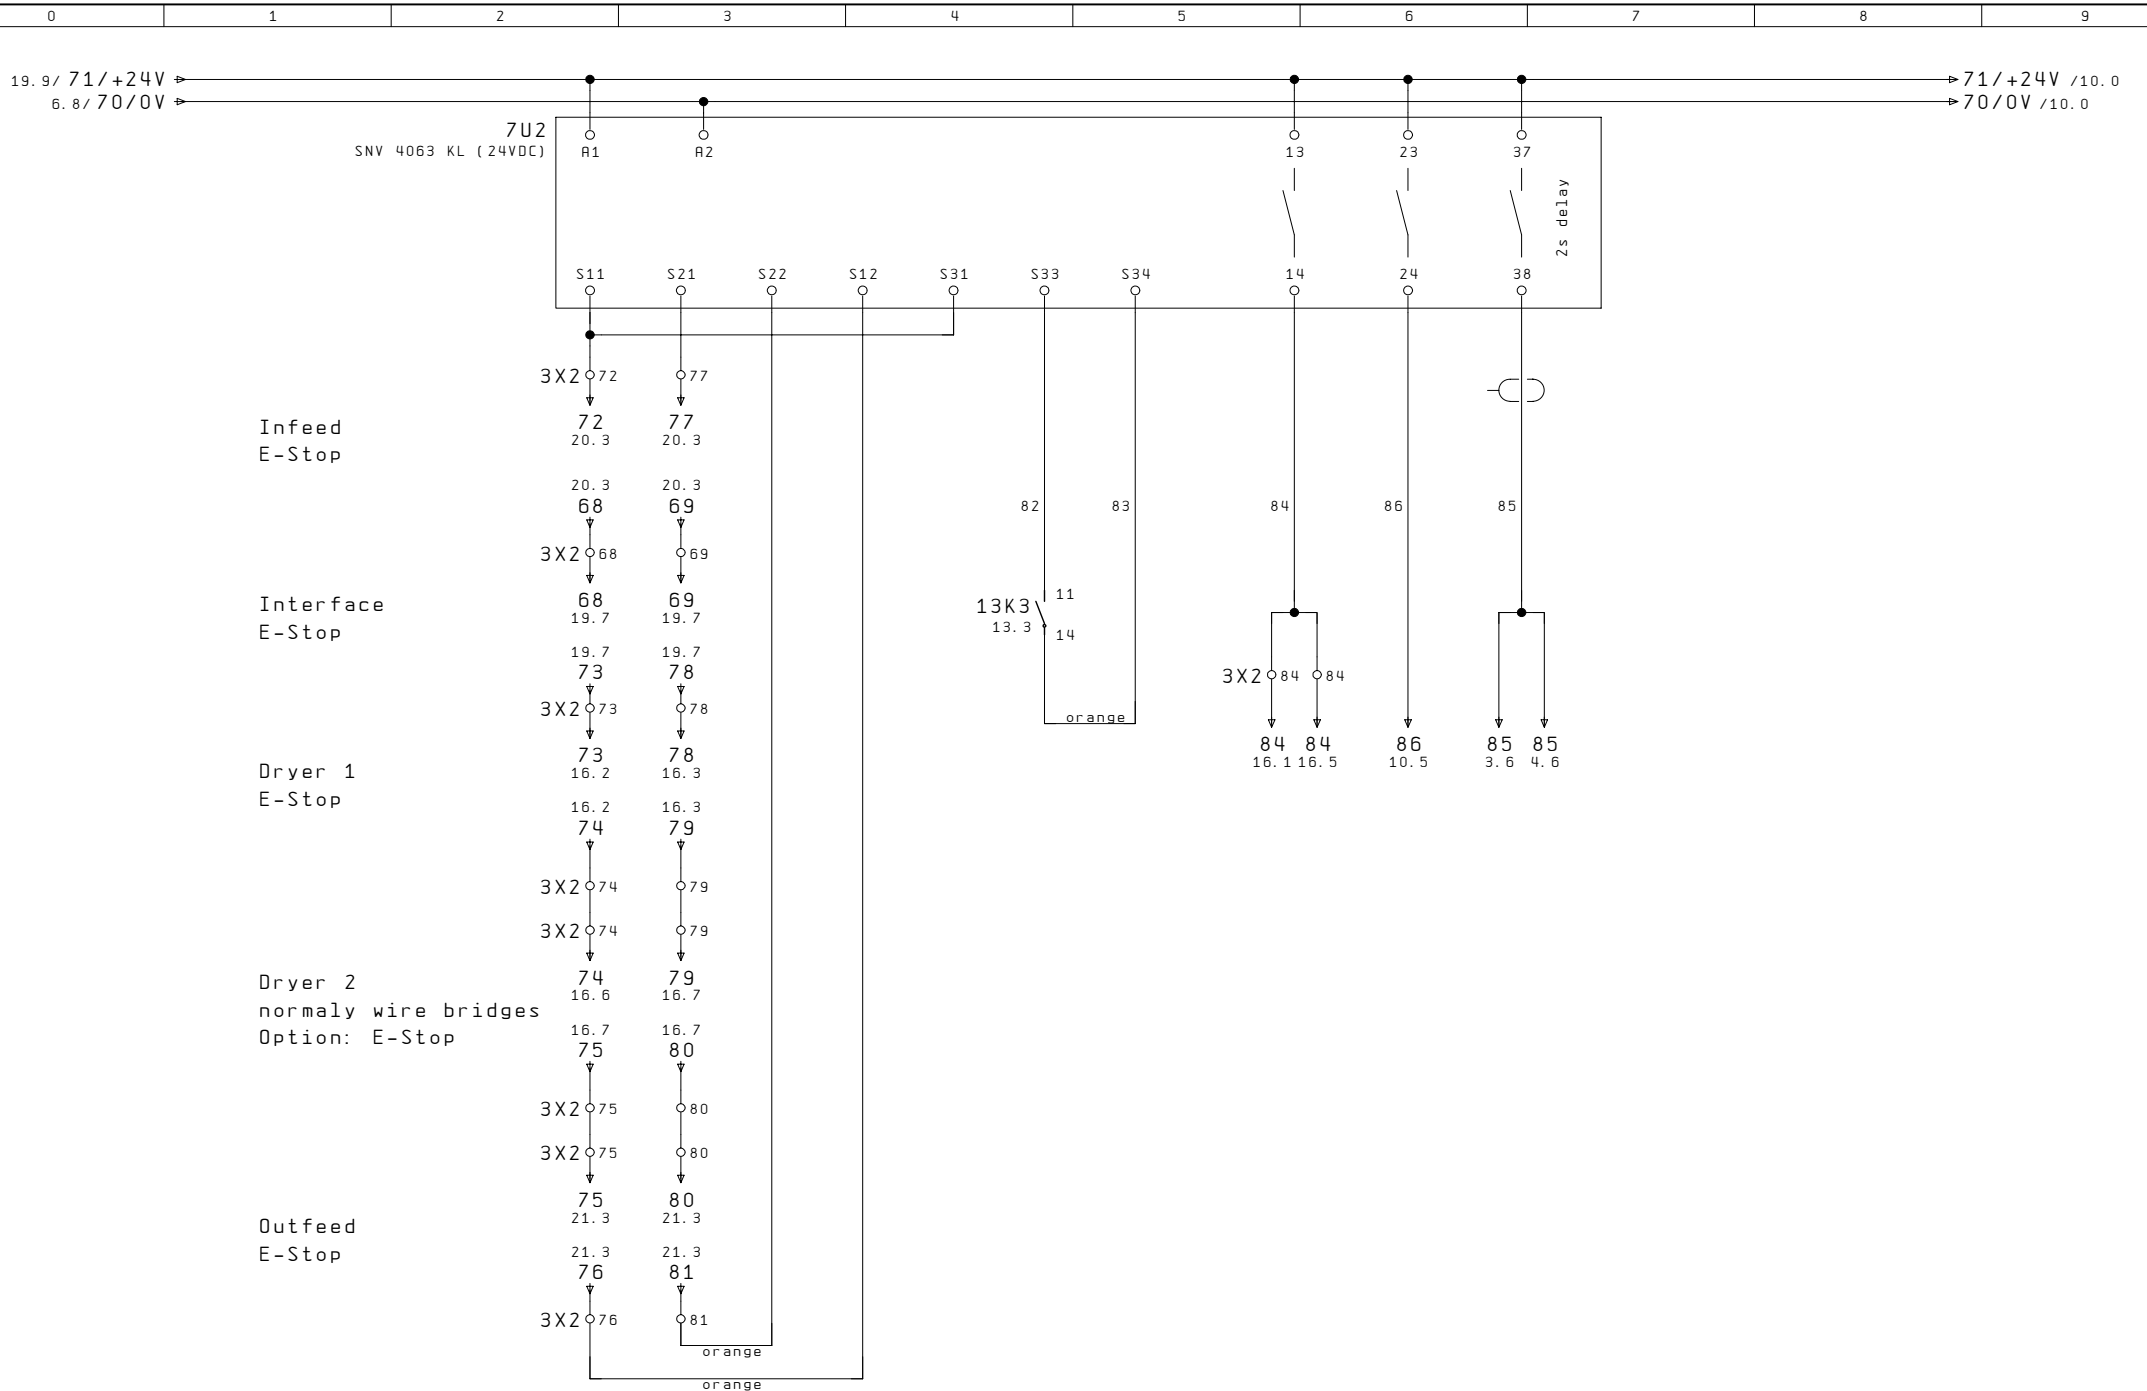 0 1 2 3 4 5 6 7 8 9
19.9/ 71/+24V 71/+24V /10.0
6.8/ 70/0V 70/0V /10.0
7U2
SNV 4063 KL (24VDC) A1 A2 13 23 37
2s delay
S11 S21 S22 S12 S31 S33 S34 14 24 38
3X2 72 77
72 77
20.3 20.3
Infeed
E-Stop
20.3 20.3
68 69 82 83 84 86 85
3X2 68 69
68 69
19.7 19.7
Interface
E-Stop
11
13K3
13.3
14
19.7 19.7
73 78
3X2 84 84
3X2 73 78
orange
73 78
16.2 16.3
84 84 86 85 85
16.1 16.5 10.5 3.6 4.6
Dryer 1
E-Stop
16.2 16.3
74 79
3X2 74 79
3X2 74 79
74 79
16.6 16.7
Dryer 2
normaly wire bridges
Option: E-Stop
16.7 16.7
75 80
3X2 75 80
3X2 75 80
75 80
21.3 21.3
Outfeed
E-Stop
21.3 21.3
76 81
3X2 76 81
orange
orange